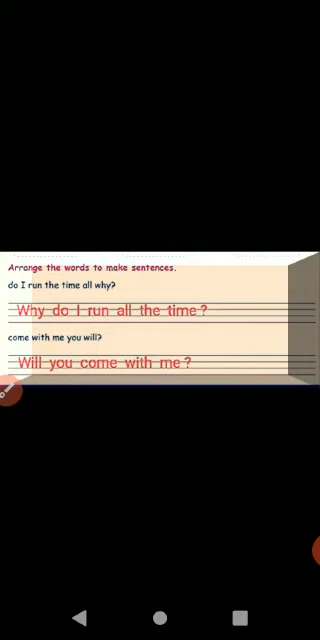 Arrange the words to make sentences.
do I run the time all why?
Why do I run all the time?
come with me you will?
Will you come with me?